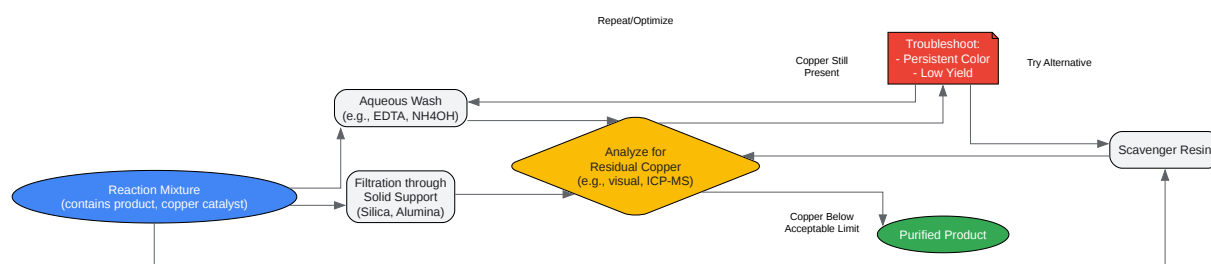 Repeat/Optimize
Troubleshoot:
- Persistent Color
- Low Yield
Copper Still
Present
Try Alternative
Aqueous Wash
(e.g., EDTA, NH4OH)
Analyze for
Residual Copper
(e.g., visual, ICP-MS)
Scavenger Resin
Reaction Mixture
(contains product, copper catalyst)
Filtration through
Solid Support
(Silica, Alumina)
Copper Below
Acceptable Limit
Purified Product